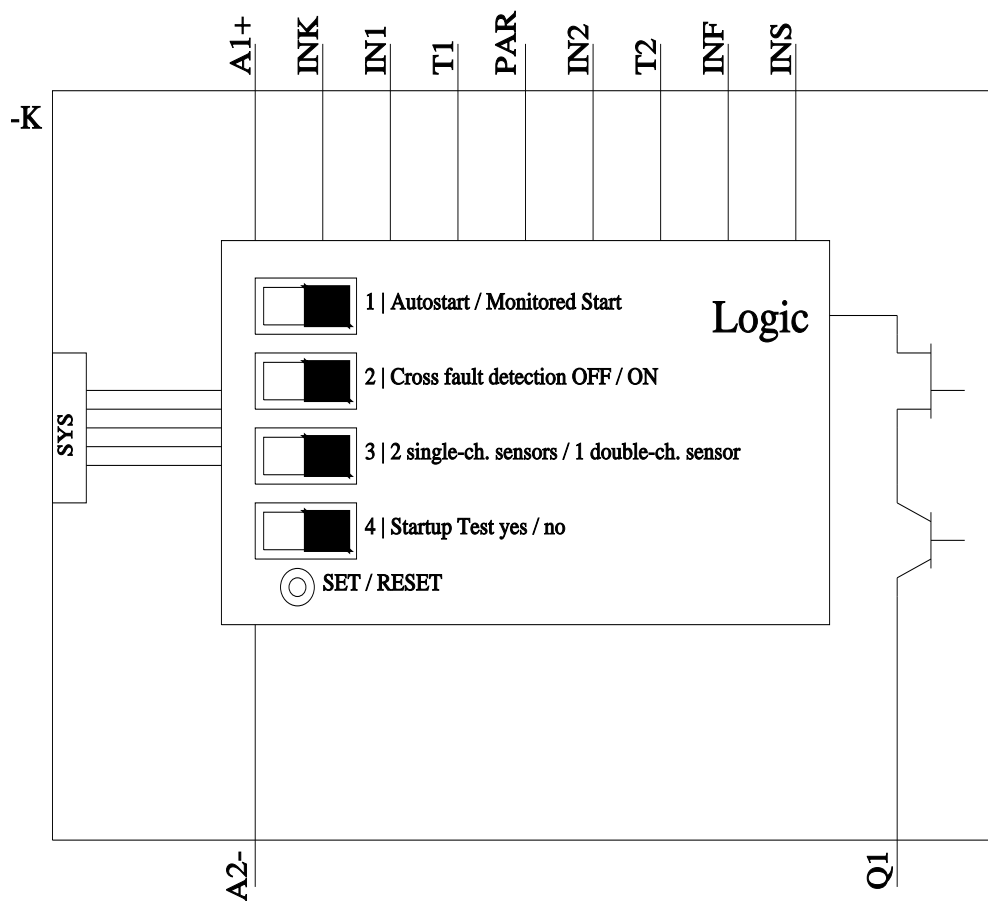 A1+
INK
IN1
T1
PAR
IN2
T2
INF
INS
-K
1 | Autostart / Monitored Start
Logic
2 | Cross fault detection OFF / ON
SYS
3 | 2 single-ch. sensors / 1 double-ch. sensor
4 | Startup Test yes / no
SET / RESET
A2-
Q1